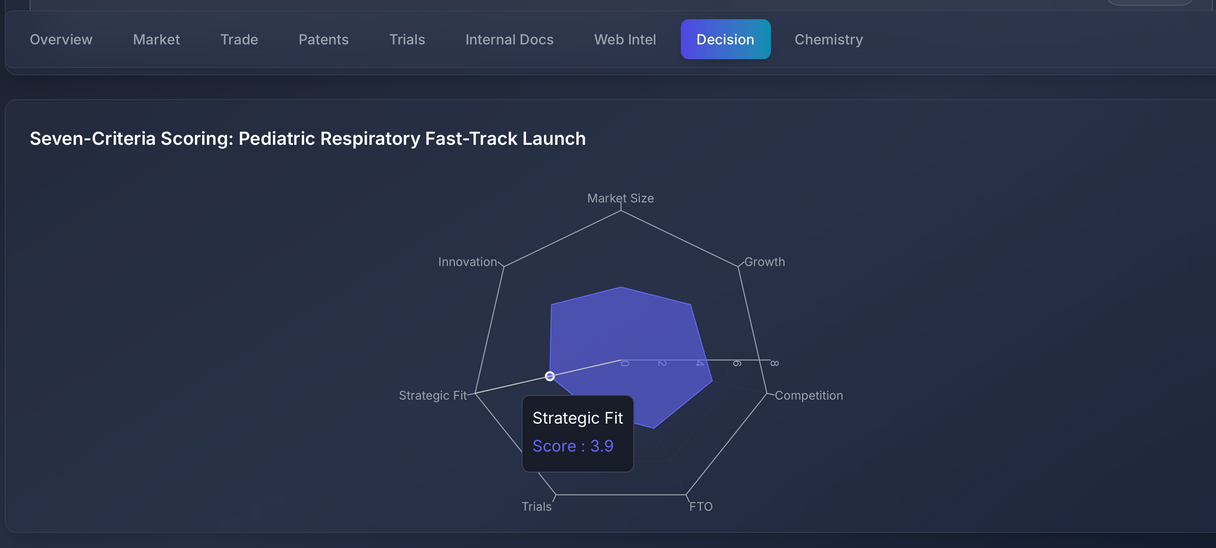 Overview Market Trade Patents Trials Internal Docs Web Intel Decision Chemistry
Seven-Criteria Scoring: Pediatric Respiratory Fast-Track Launch
Market Size
Innovation
Growth
0 2 4 6 8
Strategic Fit
Competition
Strategic Fit
Score : 3.9
Trials
FTO